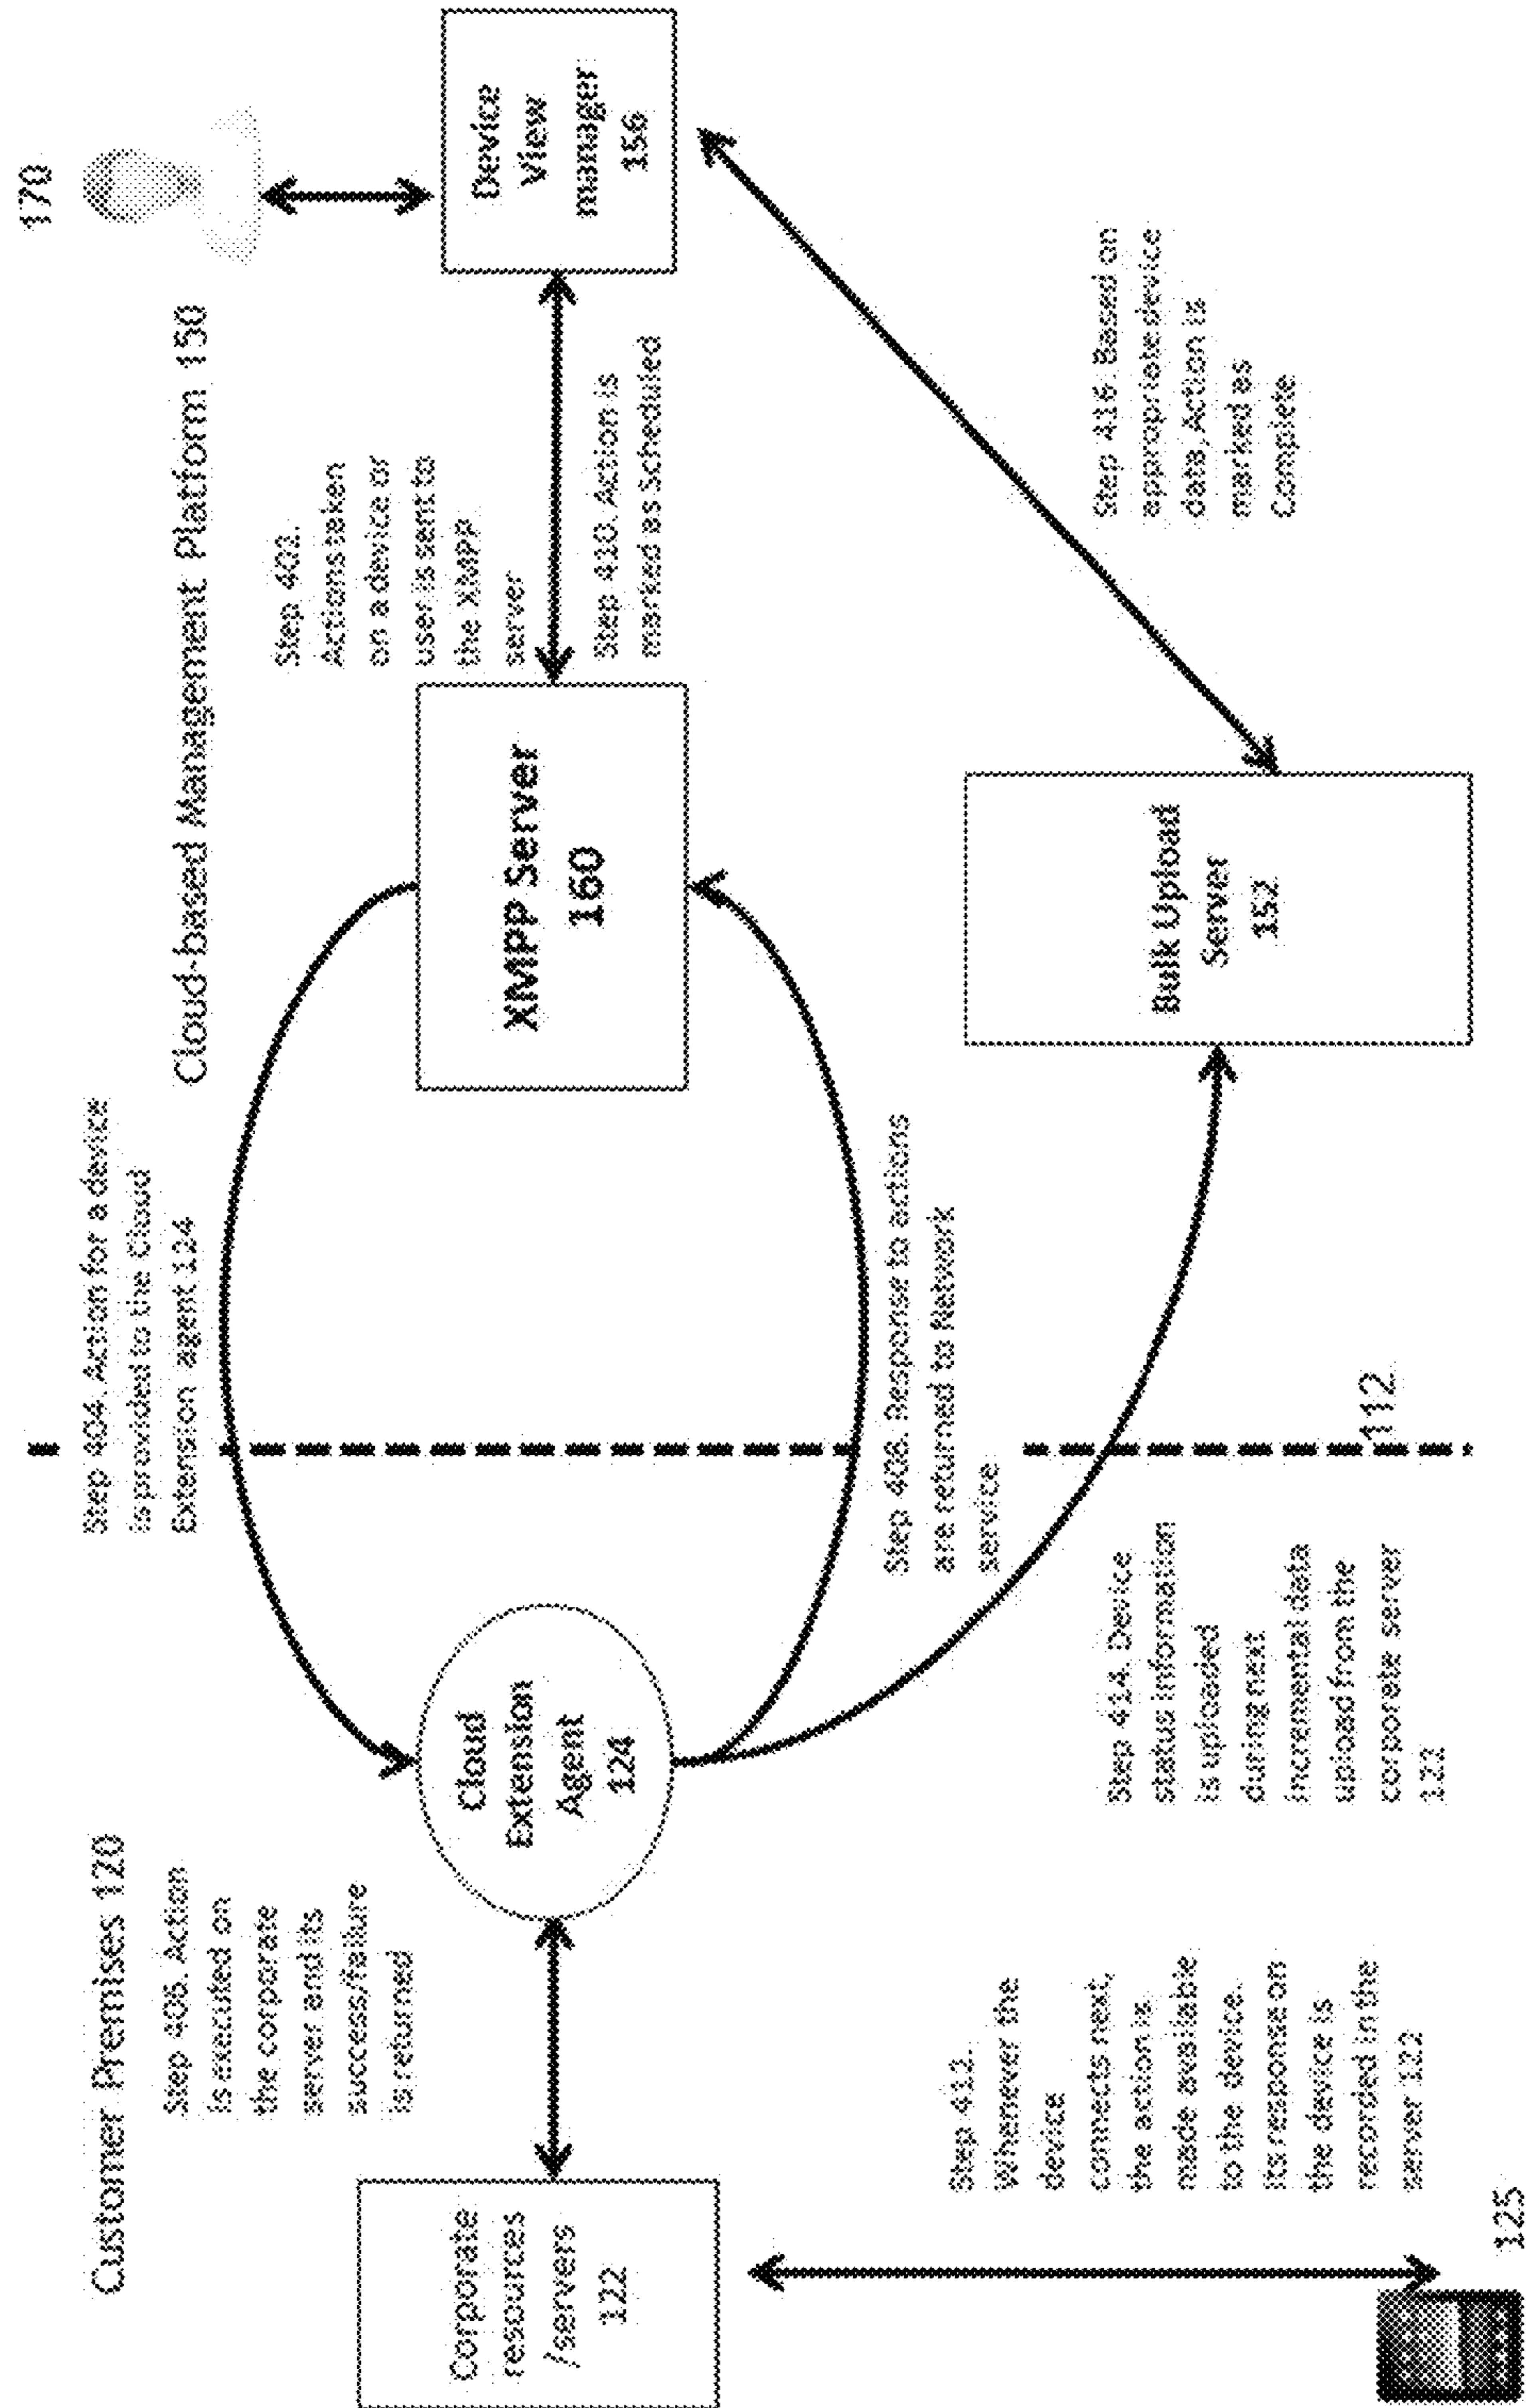 Customer Premises 120
Cloud-based Management Platform 150
170
Step 404. Action for a device
is provided to the Cloud
Extension agent 124
Step 406. Action
is executed on
the corporate
server and its
success/failure
is returned
Step 402.
Actions taken
on a device or
user is sent to
the XMPP
server
Corporate
resources
/servers
122
Cloud
Extension
Agent
124
XMPP Server
160
Device
View
manager
156
Step 410. Action is
marked as Scheduled
Step 408. Response to actions
are returned to Network
service
Step 412.
Whenever the
device
connects next,
the action is
made available
to the device.
Its response on
the device is
recorded in the
server 122
Step 414. Device
status information
is uploaded
during next
incremental data
upload from the
corporate server
122
Bulk Upload
Server
152
Step 416. Based on
appropriate device
data, Action is
marked as
Complete
112
125